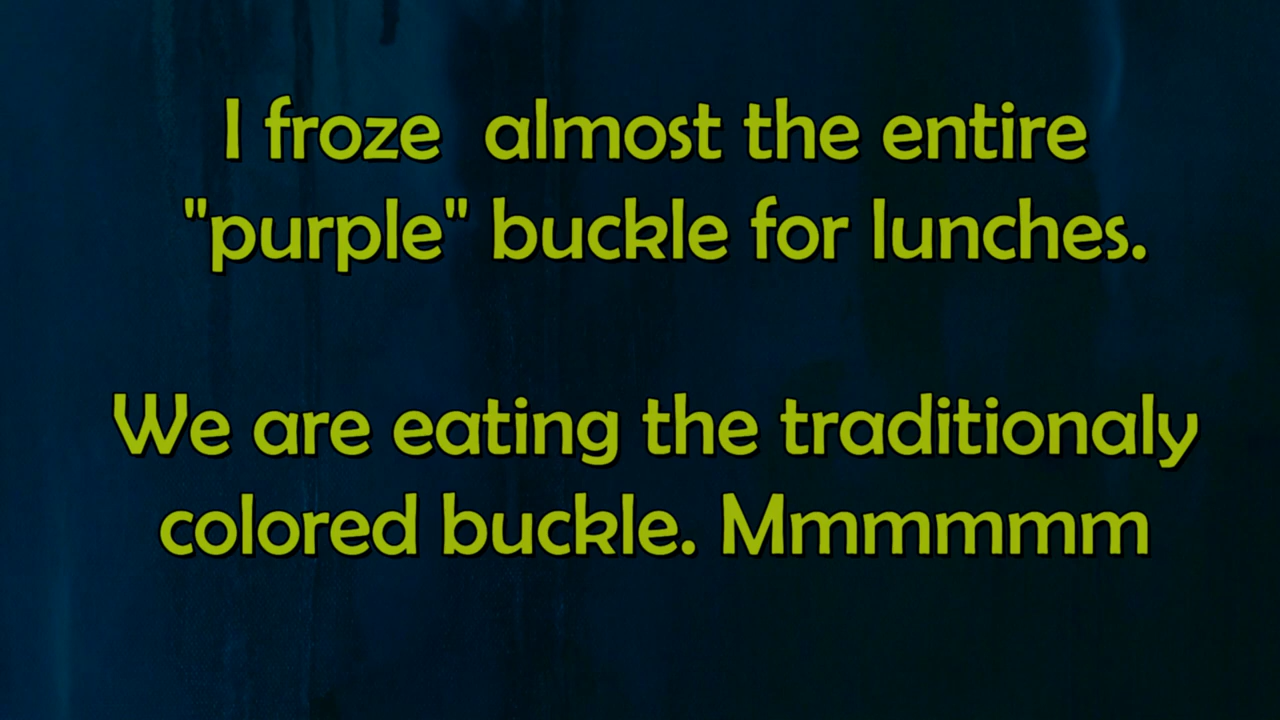 I froze  almost the entire
"purple" buckle for lunches.
We are eating the traditionaly
colored buckle. Mmmmmm